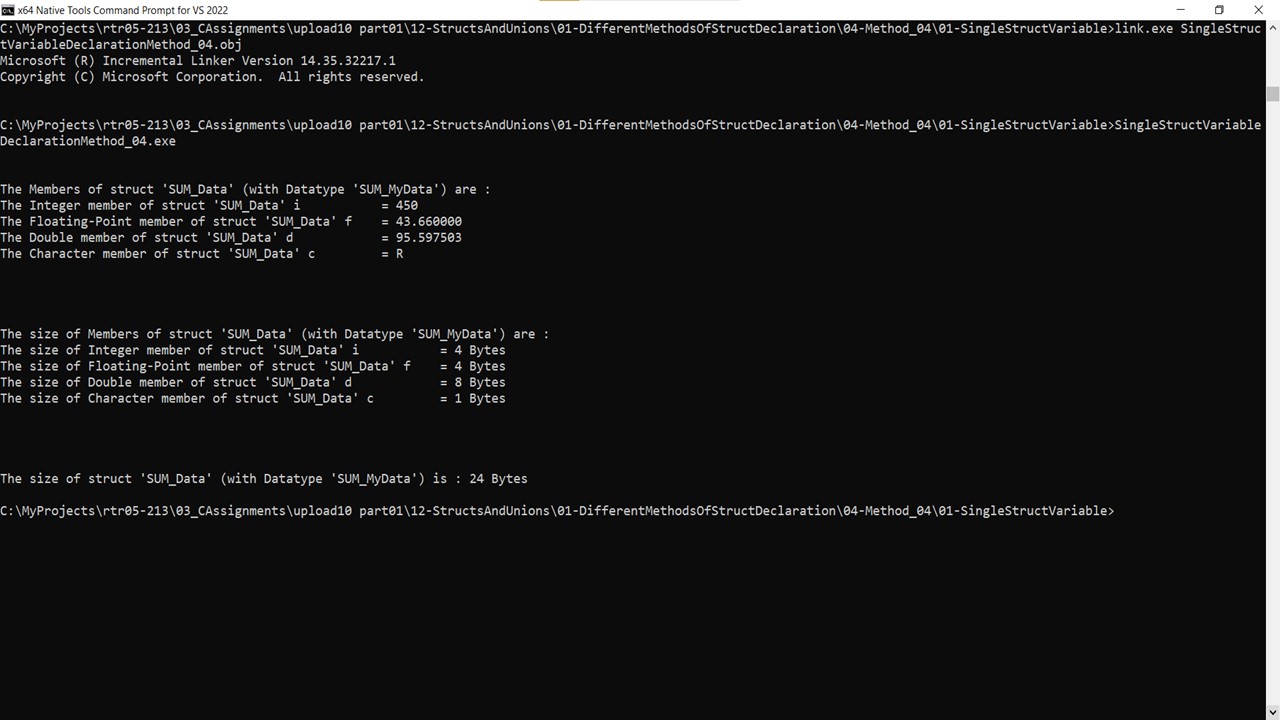 x64 Native Tools Command Prompt for VS 2022
C:\MyProjects\rtr05-213\03_CAssignments\upload10 part01\12-StructsAndUnions\01-DifferentMethodsOfStructDeclaration\04-Method_04\01-SingleStructVariable>link.exe SingleStruc
tVariableDeclarationMethod_04.obj
Microsoft (R) Incremental Linker Version 14.35.32217.1
Copyright (C) Microsoft Corporation.  All rights reserved.
C:\MyProjects\rtr05-213\03_CAssignments\upload10 part01\12-StructsAndUnions\01-DifferentMethodsOfStructDeclaration\04-Method_04\01-SingleStructVariable>SingleStructVariable
DeclarationMethod_04.exe
The Members of struct 'SUM_Data' (with Datatype 'SUM_MyData') are :
The Integer member of struct 'SUM_Data' i           = 450
The Floating-Point member of struct 'SUM_Data' f    = 43.660000
The Double member of struct 'SUM_Data' d            = 95.597503
The Character member of struct 'SUM_Data' c         = R
The size of Members of struct 'SUM_Data' (with Datatype 'SUM_MyData') are :
The size of Integer member of struct 'SUM_Data' i           = 4 Bytes
The size of Floating-Point member of struct 'SUM_Data' f    = 4 Bytes
The size of Double member of struct 'SUM_Data' d            = 8 Bytes
The size of Character member of struct 'SUM_Data' c         = 1 Bytes
The size of struct 'SUM_Data' (with Datatype 'SUM_MyData') is : 24 Bytes
C:\MyProjects\rtr05-213\03_CAssignments\upload10 part01\12-StructsAndUnions\01-DifferentMethodsOfStructDeclaration\04-Method_04\01-SingleStructVariable>